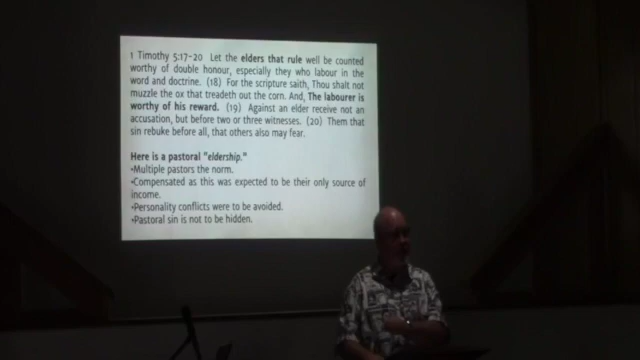 1 Timothy 5:17-20 Let the elders that rule well be counted
worthy of double honour, especially they who labour in the
word and doctrine. (18) For the scripture saith, Thou shalt not
muzzle the ox that treadeth out the corn. And, The labourer is
worthy of his reward. (19) Against an elder receive not an
accusation, but before two or three witnesses. (20) Them that
sin rebuke before all, that others also may fear.
Here is a pastoral "eldership."
•Multiple pastors the norm.
•Compensated as this was expected to be their only source of
income.
•Personality conflicts were to be avoided.
•Pastoral sin is not to be hidden.